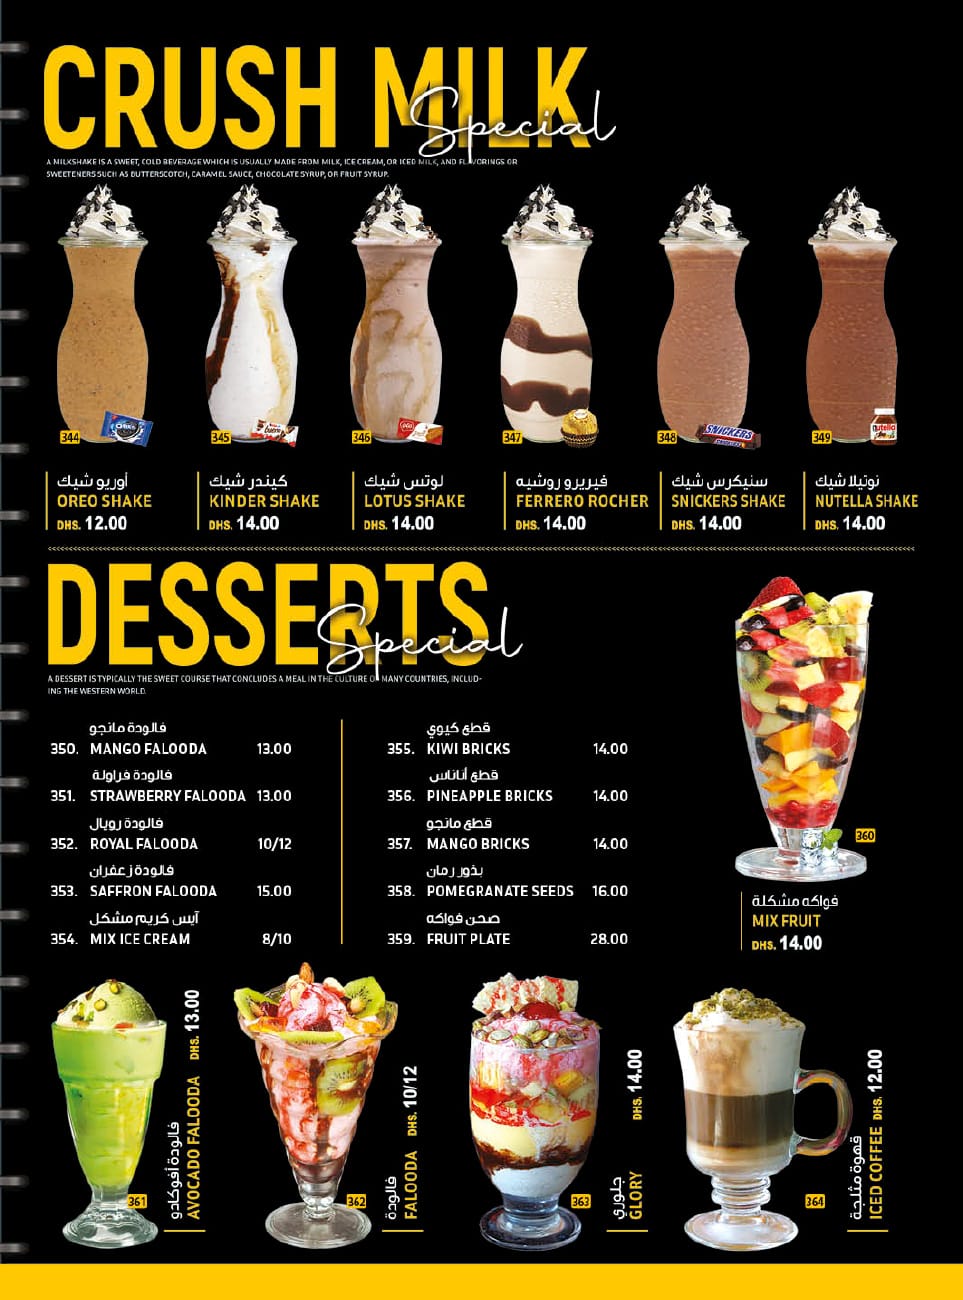 CRUSH MILK
Special
A MILKSHAKE IS A SWEET, COLD BEVERAGE WHICH IS USUALLY MADE FROM MILK, ICE CREAM, OR ICED MILK, AND FLAVORINGS OR
SWEETENERS SUCH AS BUTTERSCOTCH, CARAMEL SAUCE, CHOCOLATE SYRUP, OR FRUIT SYRUP.
344
345
346
347
348
349
SNICKERS
nutella
أوريو شيك
OREO SHAKE
DHS. 12.00
كيندر شيك
KINDER SHAKE
DHS. 14.00
لوتس شيك
LOTUS SHAKE
DHS. 14.00
فيريرو روشيه
FERRERO ROCHER
DHS. 14.00
سنيكرس شيك
SNICKERS SHAKE
DHS. 14.00
نوتيلا شيك
NUTELLA SHAKE
DHS. 14.00
DESSERTS
Special
A DESSERT IS TYPICALLY THE SWEET COURSE THAT CONCLUDES A MEAL IN THE CULTURE OF MANY COUNTRIES, INCLUD-
ING THE WESTERN WORLD.
فالودة مانجو
350. MANGO FALOODA 13.00
فالودة فراولة
351. STRAWBERRY FALOODA 13.00
فالودة رويال
352. ROYAL FALOODA 10/12
فالودة زعفران
353. SAFFRON FALOODA 15.00
آيس كريم مشكل
354. MIX ICE CREAM 8/10
قطع كيوي
355. KIWI BRICKS 14.00
قطع أناناس
356. PINEAPPLE BRICKS 14.00
قطع مانجو
357. MANGO BRICKS 14.00
بذور رمان
358. POMEGRANATE SEEDS 16.00
صحن فواكه
359. FRUIT PLATE 28.00
360
فواكه مشكلة
MIX FRUIT
DHS. 14.00
361
فالودة أفوكادو
AVOCADO FALOODA DHS. 13.00
362
فالودة
FALOODA DHS. 10/12
363
جلوري
GLORY DHS. 14.00
364
قهوة مثلجة
ICED COFFEE DHS. 12.00